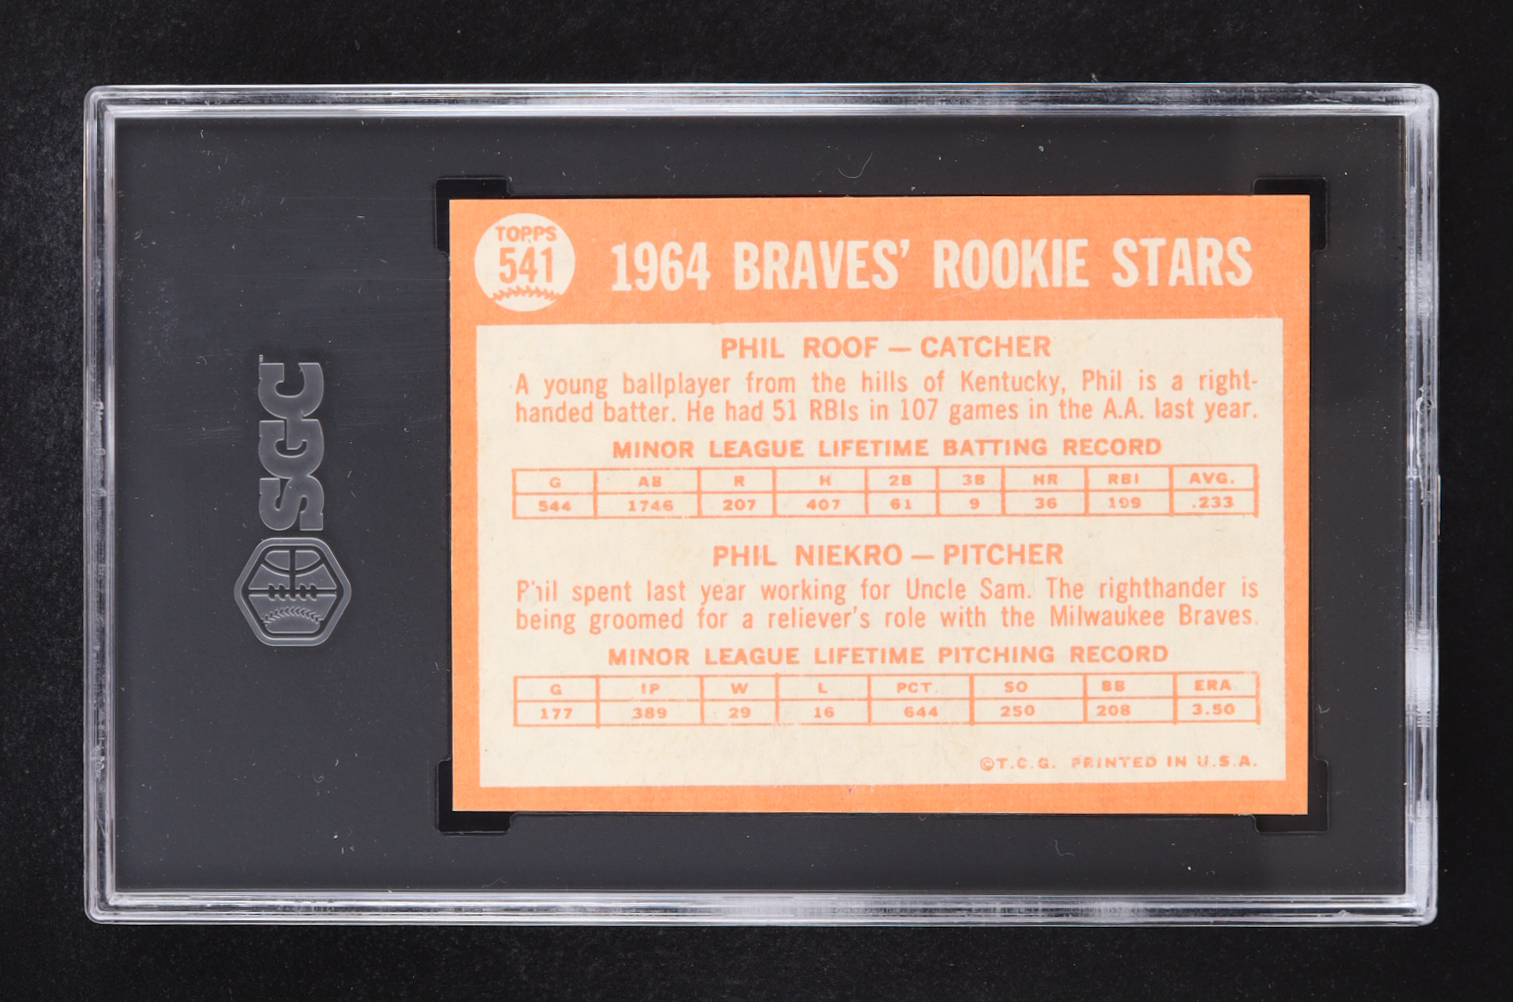 TOPPS
541
1964 BRAVES' ROOKIE STARS
PHIL ROOF — CATCHER
A young ballplayer from the hills of Kentucky, Phil is a right-
handed batter. He had 51 RBIs in 107 games in the A.A. last year.
MINOR LEAGUE LIFETIME BATTING RECORD
G AB R H 2B 3B HR RBI AVG.
544 1746 207 407 61 9 36 199 .233
PHIL NIEKRO — PITCHER
Phil spent last year working for Uncle Sam. The righthander is
being groomed for a reliever's role with the Milwaukee Braves.
MINOR LEAGUE LIFETIME PITCHING RECORD
G IP W L PCT. SO BB ERA
177 389 29 16 644 250 208 3.50
©T.C.G. PRINTED IN U.S.A.
SGC